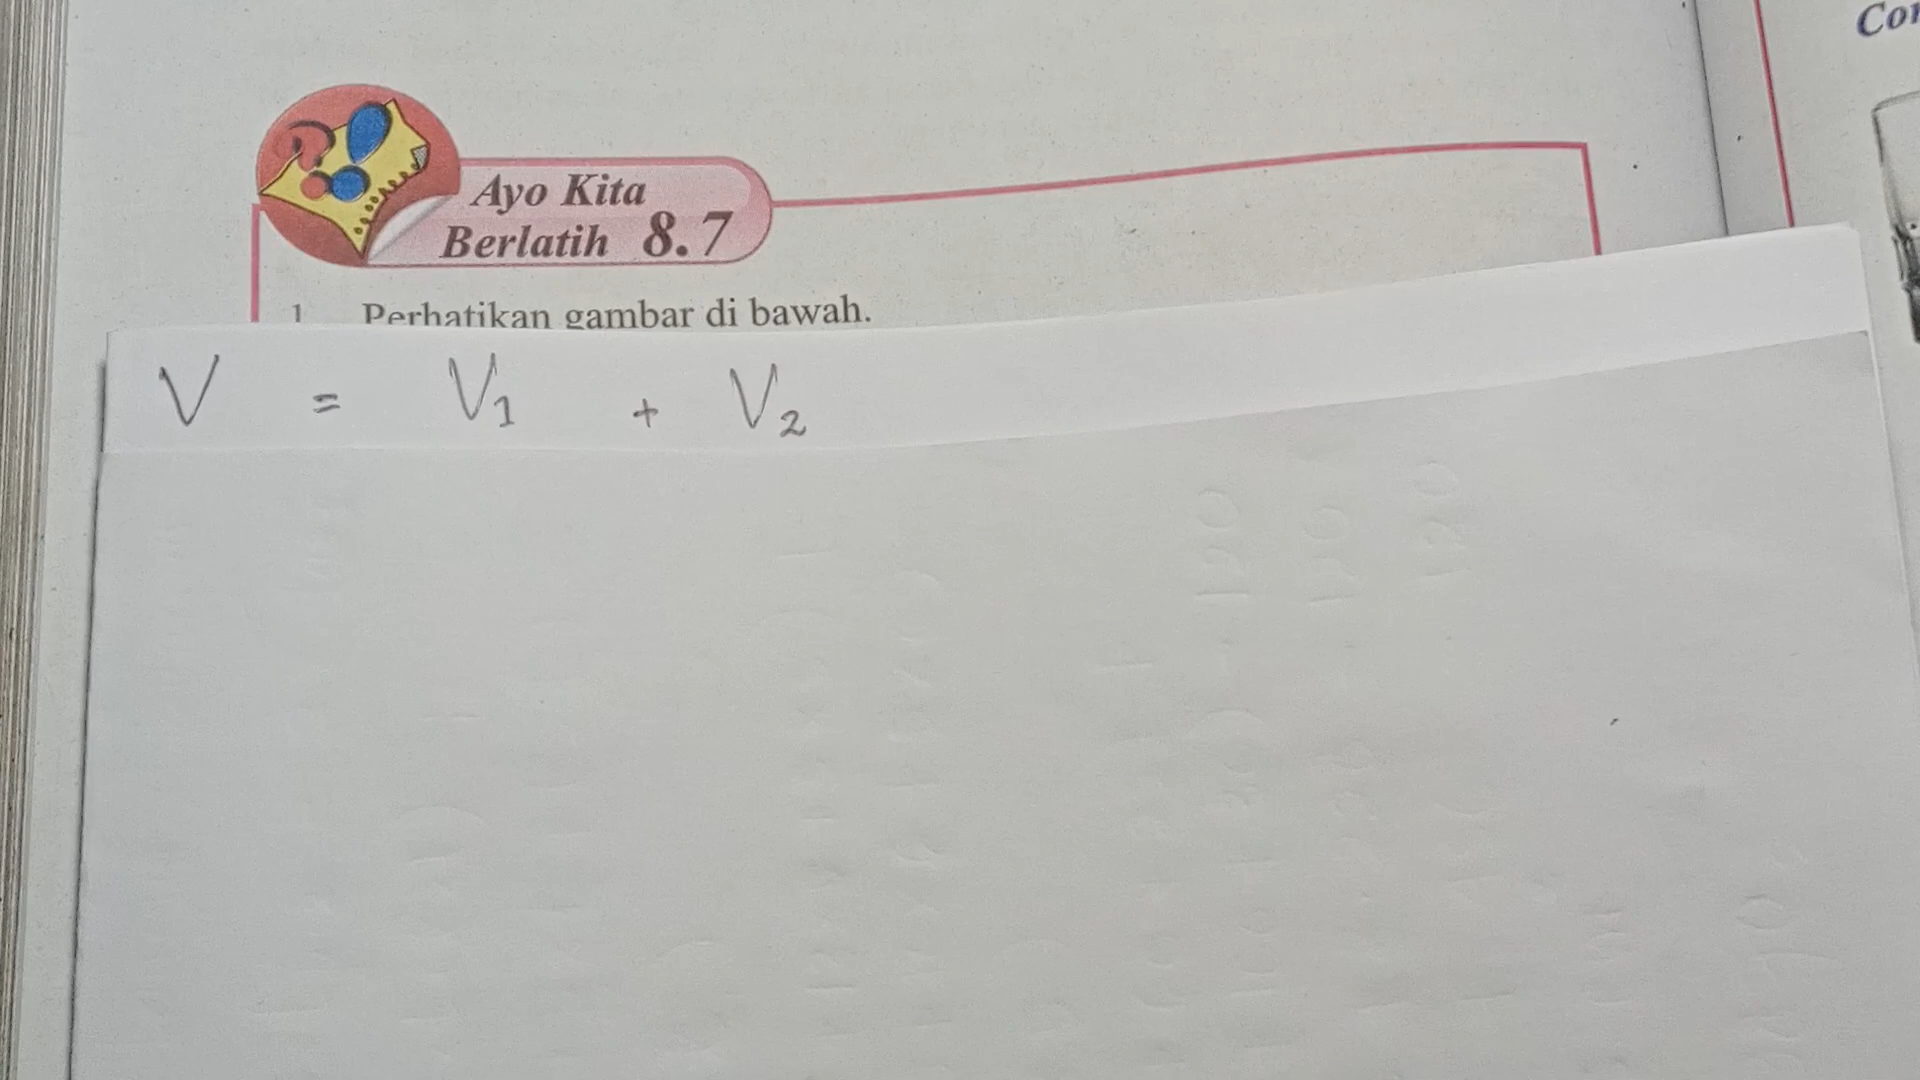 Ayo Kita
Berlatih 8.7
1. Perhatikan gambar di bawah.
V = V₁ + V₂